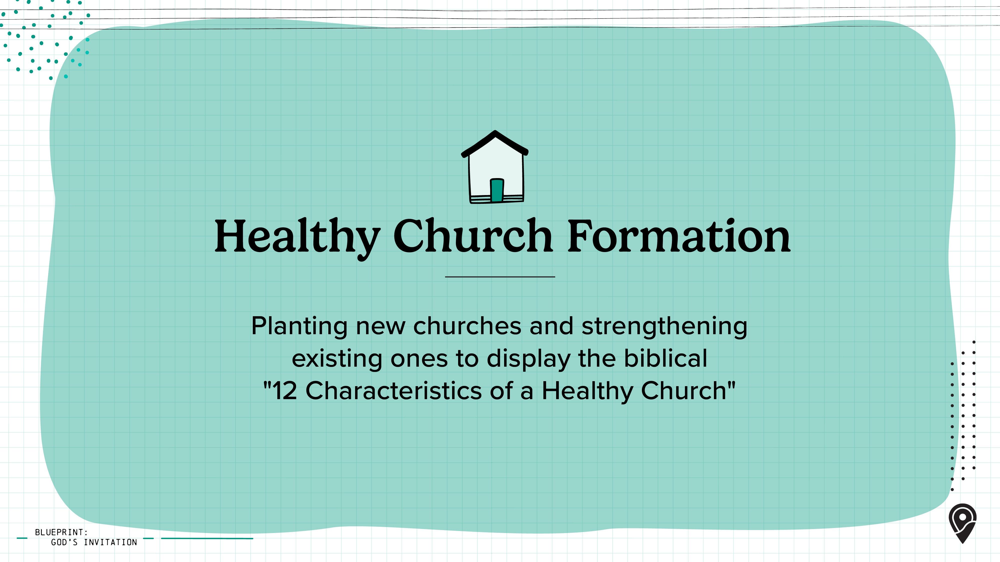 Healthy Church Formation
Planting new churches and strengthening
existing ones to display the biblical
"12 Characteristics of a Healthy Church"
BLUEPRINT:
GOD'S INVITATION